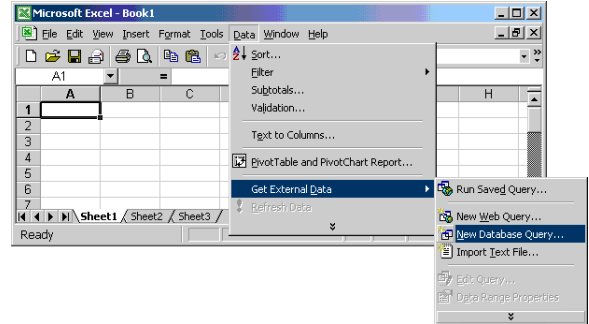 Microsoft Excel - Book1
File Edit View Insert Format Tools Data Window Help
A1 =
A B C H
1
2
3
4
5
6
7
Sheet1 Sheet2 Sheet3
Ready
Sort...
Filter
Subtotals...
Validation...
Text to Columns...
PivotTable and PivotChart Report...
Get External Data
Refresh Data
Run Saved Query...
New Web Query...
New Database Query...
Import Text File...
Edit Query...
Data Range Properties